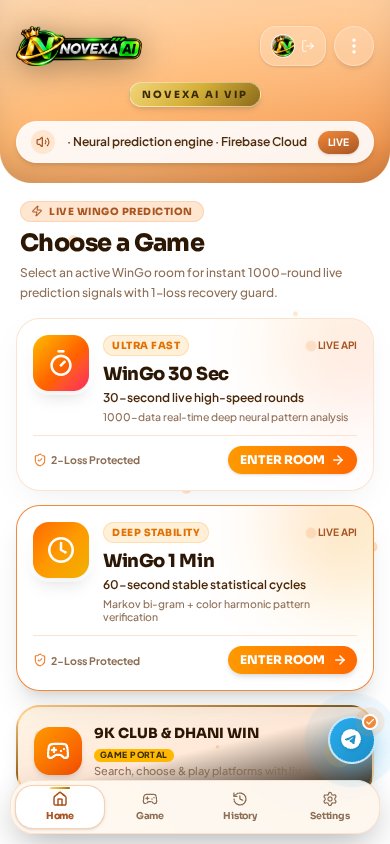 NOVEXA AI
NOVEXA AI VIP
· Neural prediction engine · Firebase Cloud
LIVE
LIVE WINGO PREDICTION
Choose a Game
Select an active WinGo room for instant 1000–round live
prediction signals with 1–loss recovery guard.
ULTRA FAST
LIVE API
WinGo 30 Sec
30–second live high–speed rounds
1000–data real–time deep neural pattern analysis
2–Loss Protected
ENTER ROOM →
DEEP STABILITY
LIVE API
WinGo 1 Min
60–second stable statistical cycles
Markov bi–gram + color harmonic pattern
verification
2–Loss Protected
ENTER ROOM →
9K CLUB & DHANI WIN
GAME PORTAL
Search, choose & play platforms with
Home
Game
History
Settings